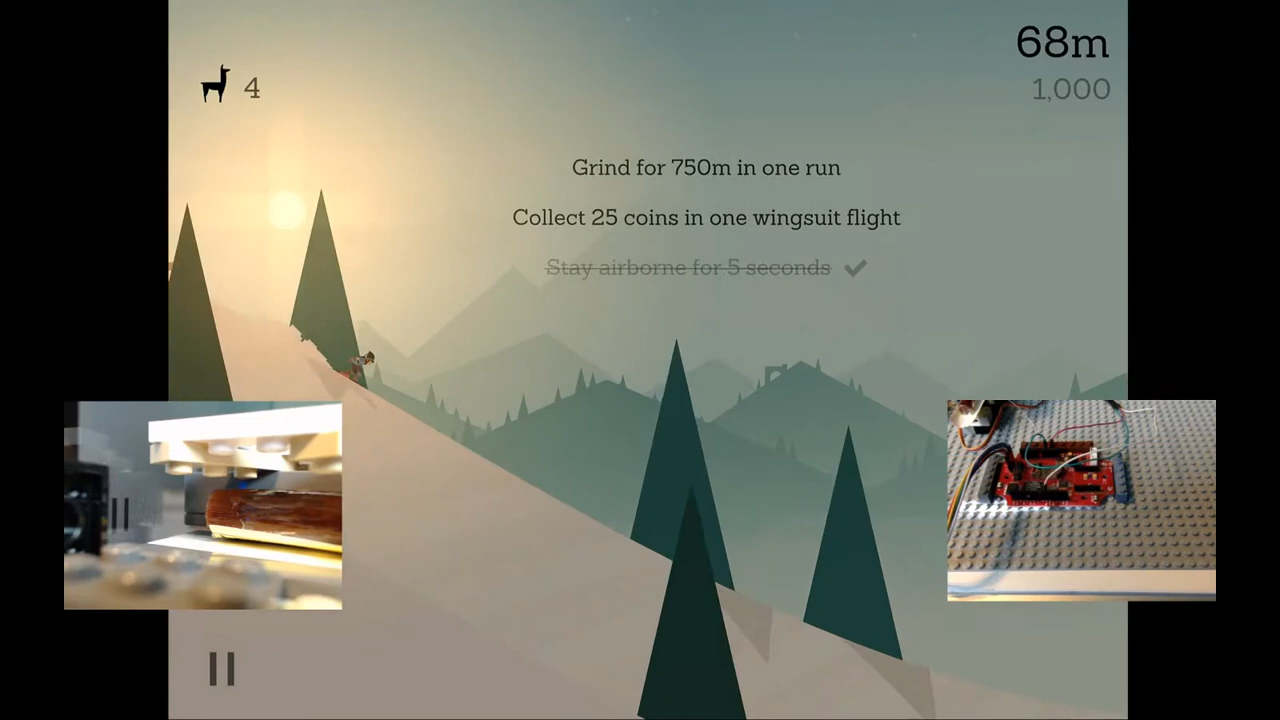 68m
4
1,000
Grind for 750m in one run
Collect 25 coins in one wingsuit flight
Stay airborne for 5 seconds